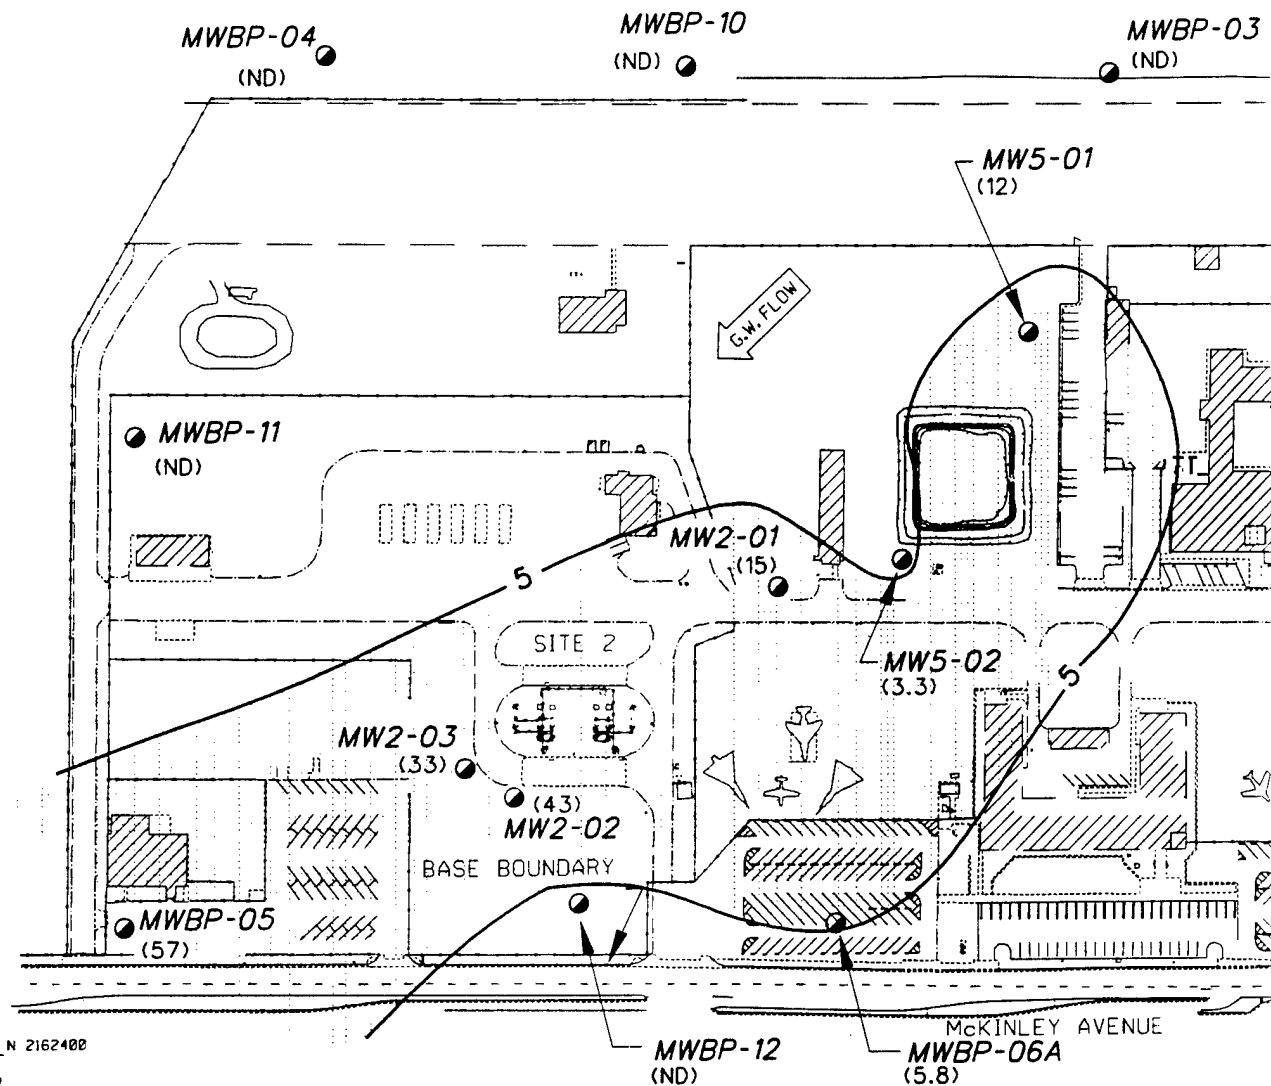 MWBP-04
(ND)
MWBP-10
(ND)
MWBP-03
(ND)
MW5-01
(12)
G.W. FLOW
MWBP-11
(ND)
MW2-01
(15)
5
SITE 2
MW5-02
(3.3)
5
MW2-03
(33)
(43)
MW2-02
BASE BOUNDARY
MWBP-05
(57)
McKINLEY AVENUE
N 2162400
MWBP-12
(ND)
MWBP-06A
(5.8)